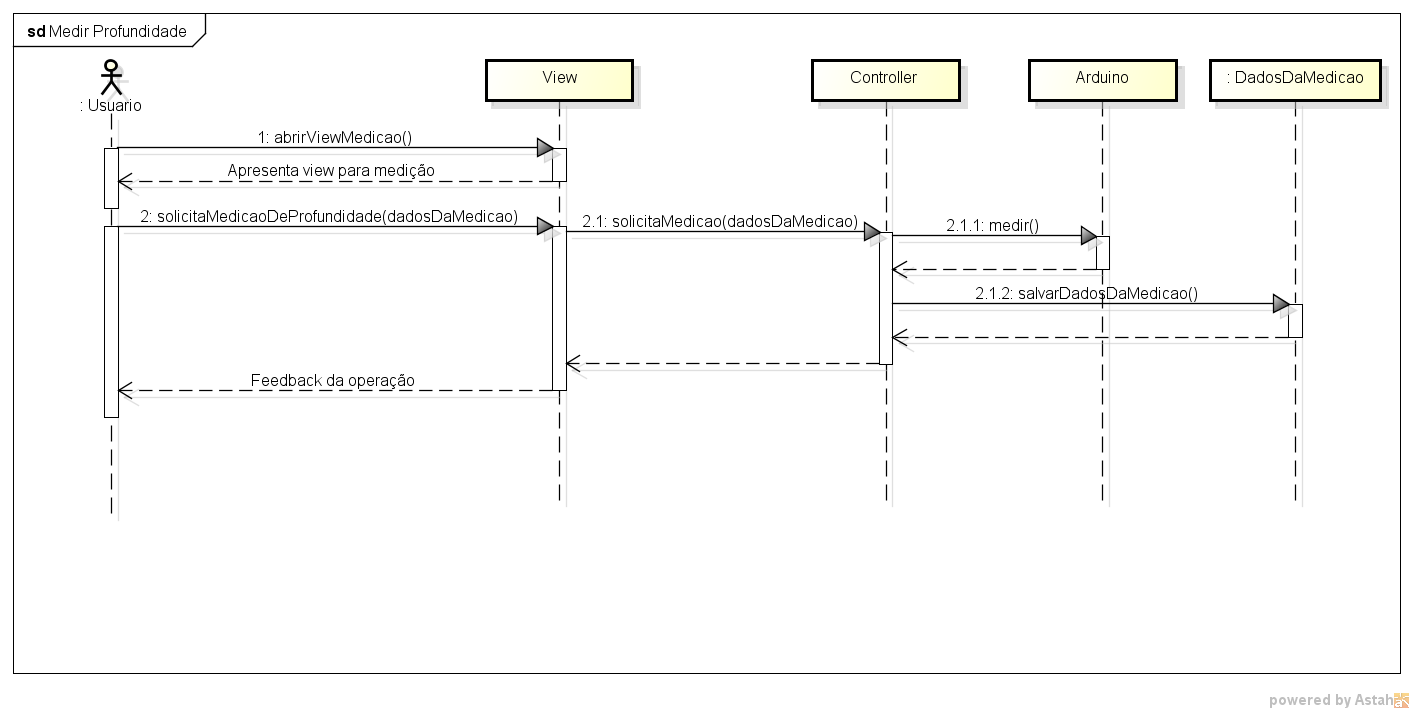 sd Medir Profundidade
: Usuario
View
Controller
Arduino
: DadosDaMedicao
1: abrirViewMedicao()
Apresenta view para medição
2: solicitaMedicaoDeProfundidade(dadosDaMedicao)
2.1: solicitaMedicao(dadosDaMedicao)
2.1.1: medir()
2.1.2: salvarDadosDaMedicao()
Feedback da operação
powered by Astah